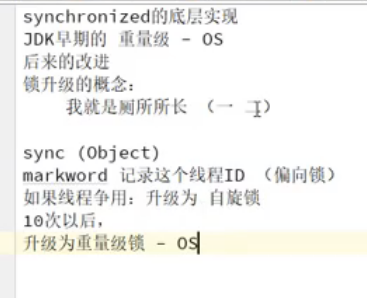 synchronized的底层实现
JDK早期的 重量级 - OS
后来的改进
锁升级的概念:
我就是厕所所长 （一 二）
sync (Object)
markword 记录这个线程ID （偏向锁）
如果线程争用: 升级为 自旋锁
10次以后,
升级为重量级锁 - OS